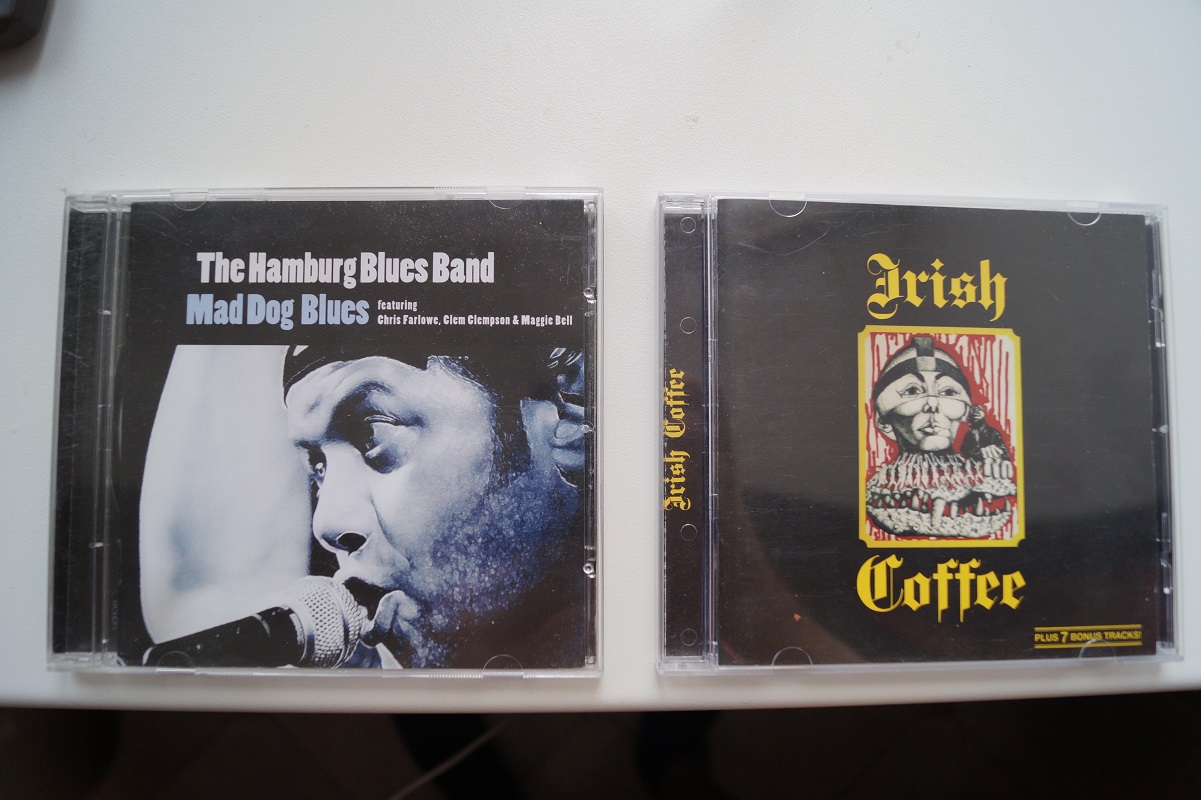 The Hamburg Blues Band
Mad Dog Blues
featuring
Chris Farlowe, Clem Clempson & Maggie Bell
Irish Coffee
Irish
Coffee
PLUS 7 BONUS TRACKS!